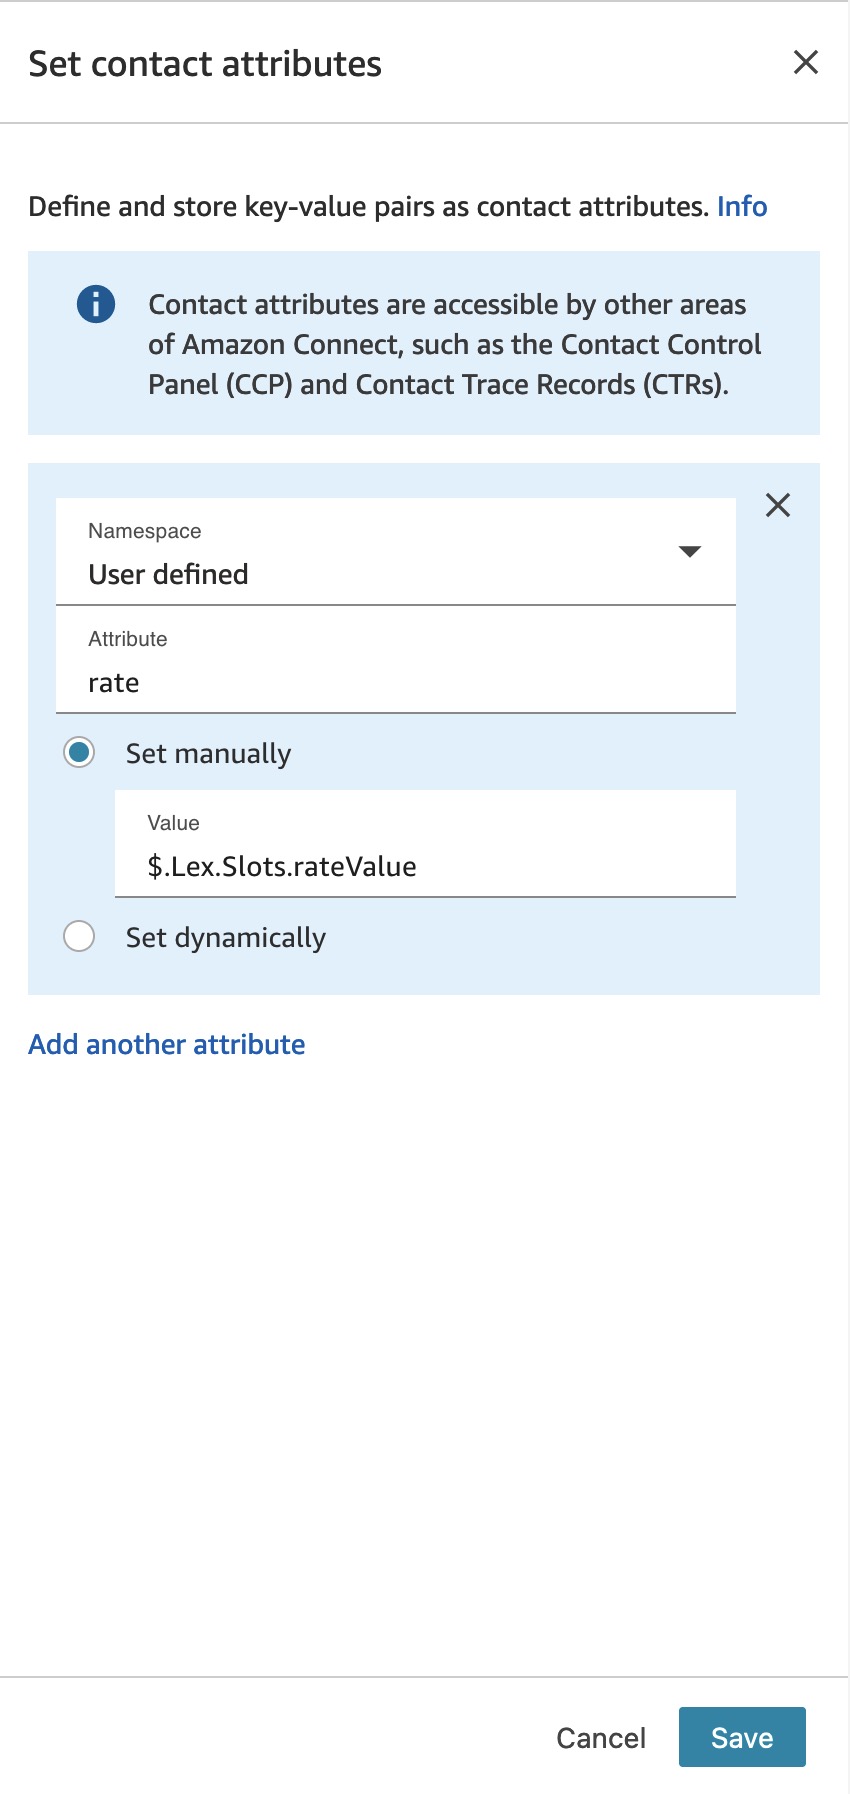 Set contact attributes
Define and store key-value pairs as contact attributes. Info
Contact attributes are accessible by other areas
of Amazon Connect, such as the Contact Control
Panel (CCP) and Contact Trace Records (CTRs).
Namespace
User defined
Attribute
rate
Set manually
Value
$.Lex.Slots.rateValue
Set dynamically
Add another attribute
Cancel Save